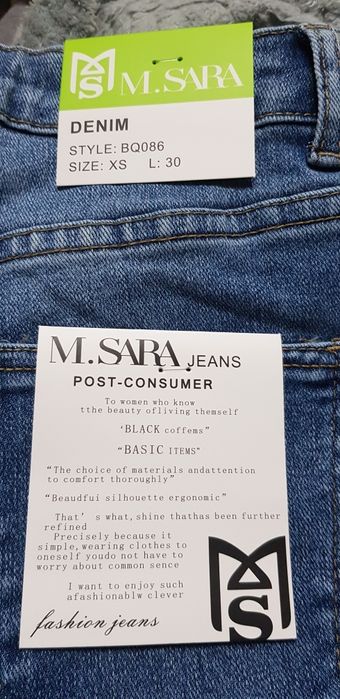 MS M.SARA
DENIM
STYLE: BQ086
SIZE: XS L: 30
M.SARA JEANS
POST-CONSUMER
To women who know
tthe beauty ofliving themself
‘BLACK coffems”
“BASIC ITEMS”
“The choice of materials andattention
to comfort thoroughly”
“Beaudfui silhouette ergonomic”
That’s what, shine thathas been further
refined
Precisely because it
simple, wearing clothes to
oneself youdo not have to
worry about common sence
I want to enjoy such
afashionablw clever
fashion jeans
MS